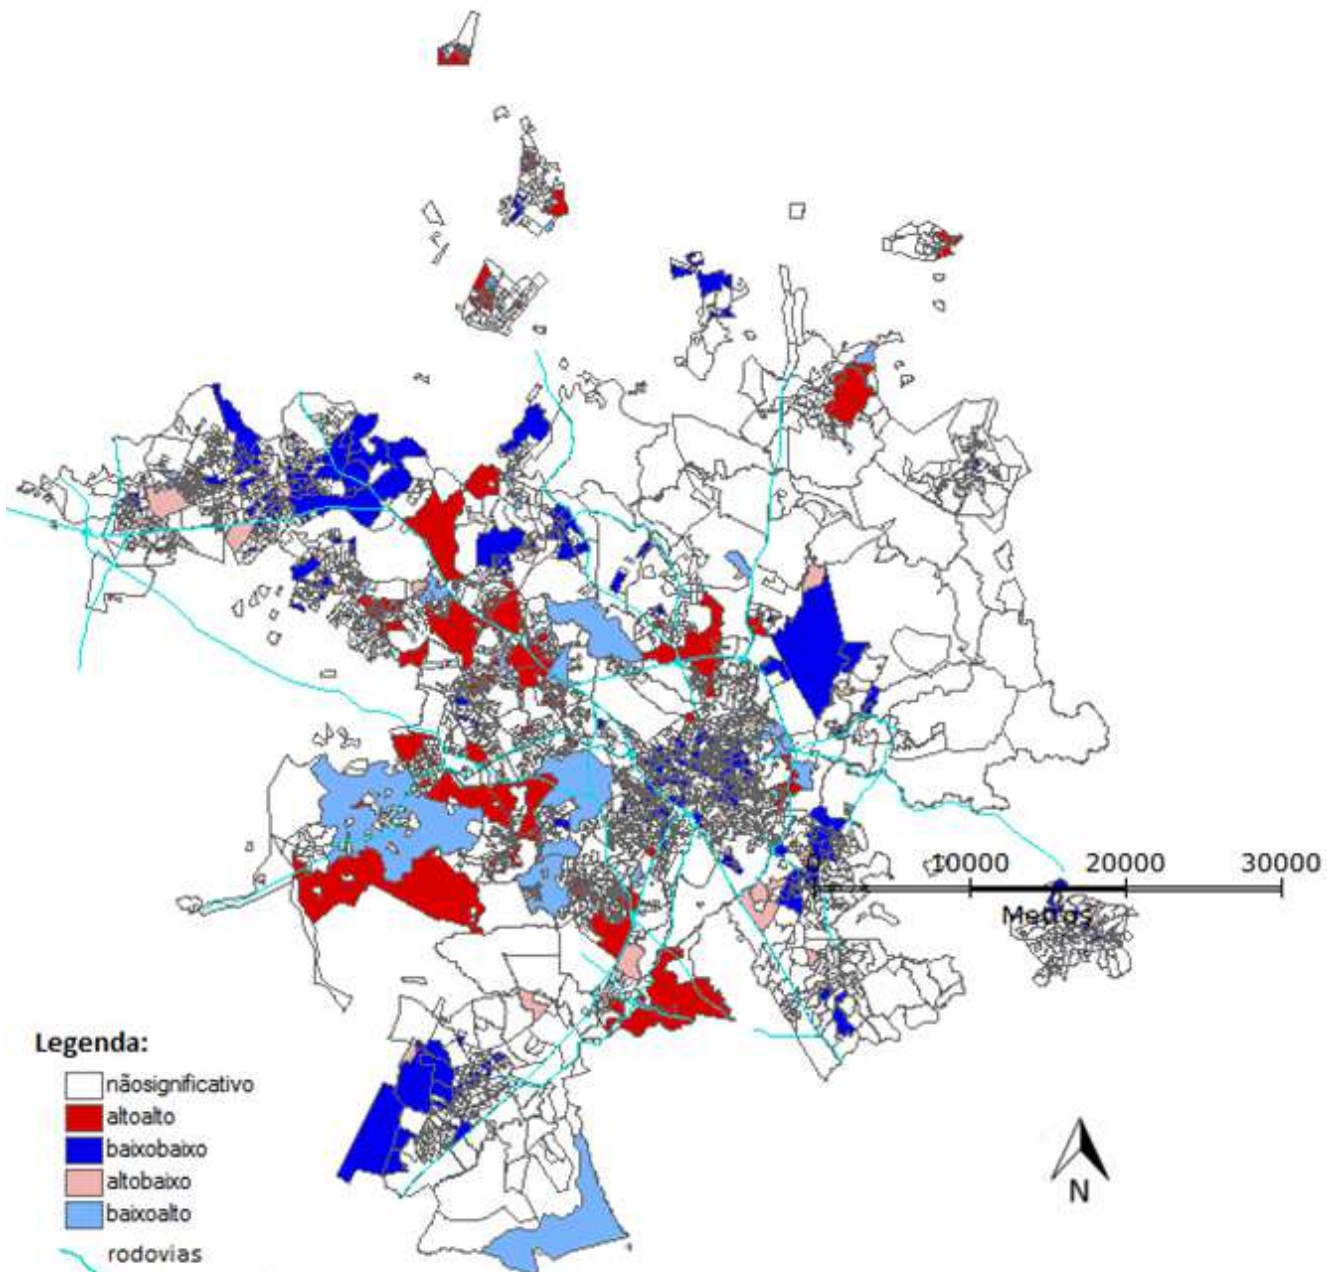 10000 20000 30000
Metros
Legenda:
nãosignificativo
altoalto
baixobaixo
altobaixo
baixoalto
rodovias
N